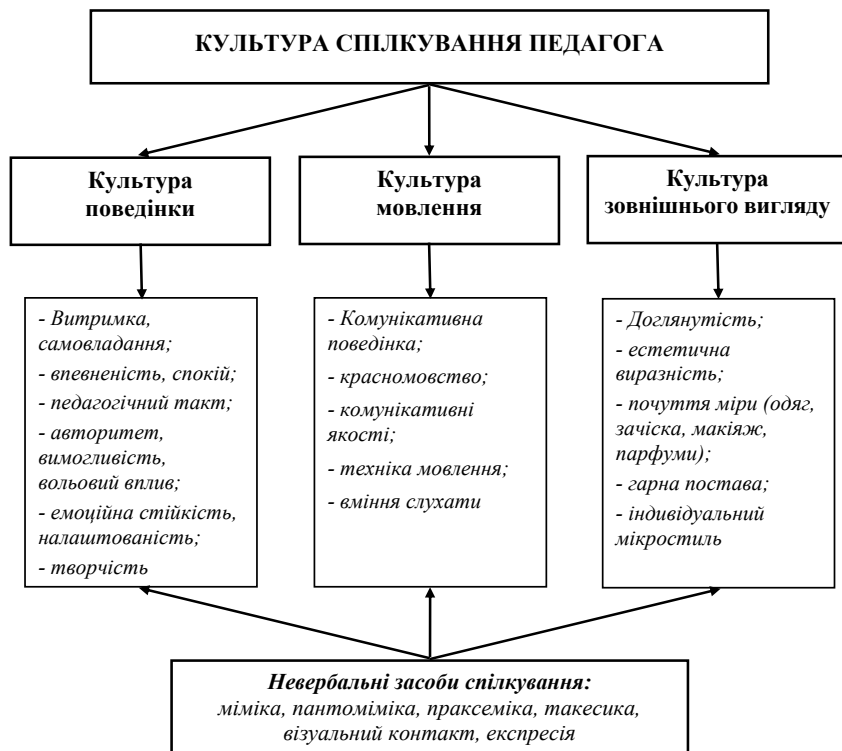 КУЛЬТУРА СПІЛКУВАННЯ ПЕДАГОГА
Культура
поведінки
Культура
мовлення
Культура
зовнішнього вигляду
- Витримка,
самовладання;
- впевненість, спокій;
- педагогічний такт;
- авторитет,
вимогливість,
вольовий вплив;
- емоційна стійкість,
налаштованість;
- творчість
- Комунікативна
поведінка;
- красномовство;
- комунікативні
якості;
- техніка мовлення;
- вміння слухати
- Доглянутість;
- естетична
виразність;
- почуття міри (одяг,
зачіска, макіяж,
парфуми);
- гарна постава;
- індивідуальний
мікростиль
Невербальні засоби спілкування:
міміка, пантоміміка, праксеміка, такесика,
візуальний контакт, експресія